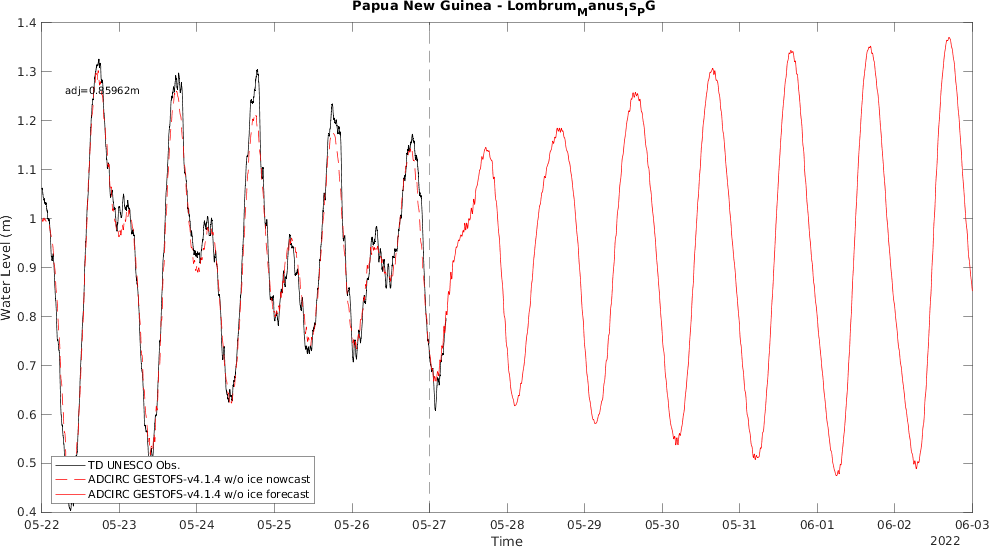 Papua New Guinea - LombrumManusIsPG
1.4
1.3
1.2
1.1
1
0.9
0.8
0.7
0.6
0.5
0.4
Water Level (m)
adj=0.85962m
TD UNESCO Obs.
ADCIRC GESTOFS-v4.1.4 w/o ice nowcast
ADCIRC GESTOFS-v4.1.4 w/o ice forecast
05-22 05-23 05-24 05-25 05-26 05-27 05-28 05-29 05-30 05-31 06-01 06-02 06-03
Time
2022